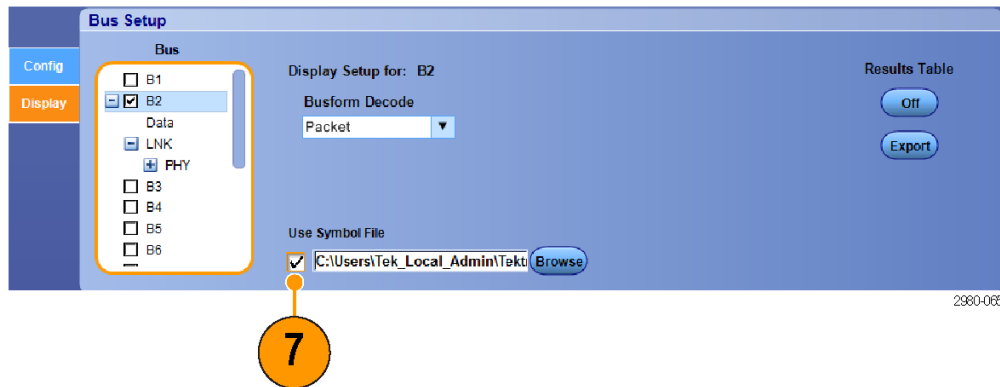 Bus Setup
Bus
Config
Display
B1
B2
Data
LNK
PHY
B3
B4
B5
B6
Display Setup for: B2
Busform Decode
Packet
Use Symbol File
C:\Users\Tek_Local_Admin\Tekt
Browse
Results Table
Off
Export
2980-065
7